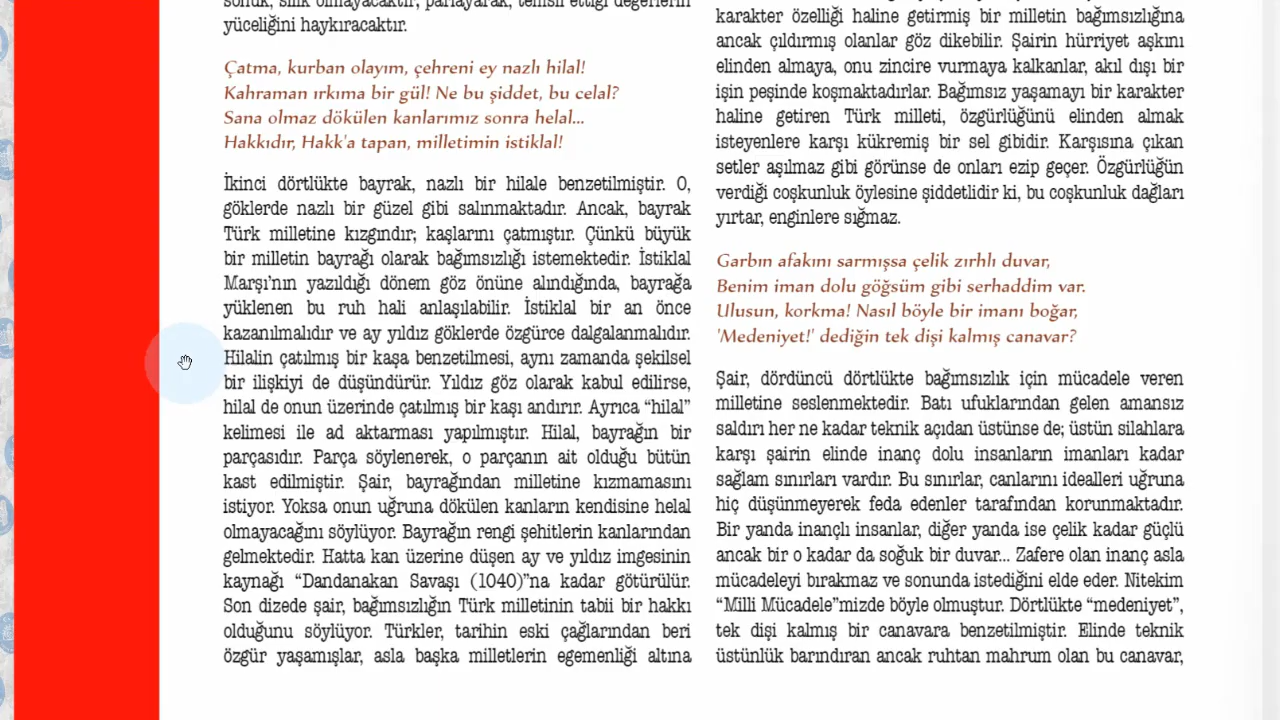 sönük, silik olmayacaktır; parlayarak, temsil ettiği değerlerin
yüceliğini haykıracaktır.
Çatma, kurban olayım, çehreni ey nazlı hilal!
Kahraman ırkıma bir gül! Ne bu şiddet, bu celal?
Sana olmaz dökülen kanlarımız sonra helal...
Hakkıdır, Hakk'a tapan, milletimin istiklal!
İkinci dörtlükte bayrak, nazlı bir hilale benzetilmiştir. O,
göklerde nazlı bir güzel gibi salınmaktadır. Ancak, bayrak
Türk milletine kızgındır; kaşlarını çatmıştır. Çünkü büyük
bir milletin bayrağı olarak bağımsızlığı istemektedir. İstiklal
Marşı’nın yazıldığı dönem göz önüne alındığında, bayrağa
yüklenen bu ruh hali anlaşılabilir. İstiklal bir an önce
kazanılmalıdır ve ay yıldız göklerde özgürce dalgalanmalıdır.
Hilalin çatılmış bir kaşa benzetilmesi, aynı zamanda şekilsel
bir ilişkiyi de düşündürür. Yıldız göz olarak kabul edilirse,
hilal de onun üzerinde çatılmış bir kaşı andırır. Ayrıca “hilal”
kelimesi ile ad aktarması yapılmıştır. Hilal, bayrağın bir
parçasıdır. Parça söylenerek, o parçanın ait olduğu bütün
kast edilmiştir. Şair, bayrağından milletine kızmamasını
istiyor. Yoksa onun uğruna dökülen kanların kendisine helal
olmayacağını söylüyor. Bayrağın rengi şehitlerin kanlarından
gelmektedir. Hatta kan üzerine düşen ay ve yıldız imgesinin
kaynağı “Dandanakan Savaşı (1040)”na kadar götürülür.
Son dizede şair, bağımsızlığın Türk milletinin tabii bir hakkı
olduğunu söylüyor. Türkler, tarihin eski çağlarından beri
özgür yaşamışlar, asla başka milletlerin egemenliği altına
karakter özelliği haline getirmiş bir milletin bağımsızlığına
ancak çıldırmış olanlar göz dikebilir. Şairin hürriyet aşkını
elinden almaya, onu zincire vurmaya kalkanlar, akıl dışı bir
işin peşinde koşmaktadırlar. Bağımsız yaşamayı bir karakter
haline getiren Türk milleti, özgürlüğünü elinden almak
isteyenlere karşı kükremiş bir sel gibidir. Karşısına çıkan
setler aşılmaz gibi görünse de onları ezip geçer. Özgürlüğün
verdiği coşkunluk öylesine şiddetlidir ki, bu coşkunluk dağları
yırtar, enginlere sığmaz.
Garbın afakını sarmışsa çelik zırhlı duvar,
Benim iman dolu göğsüm gibi serhaddim var.
Ulusun, korkma! Nasıl böyle bir imanı boğar,
'Medeniyet!' dediğin tek dişi kalmış canavar?
Şair, dördüncü dörtlükte bağımsızlık için mücadele veren
milletine seslenmektedir. Batı ufuklarından gelen amansız
saldırı her ne kadar teknik açıdan üstünse de; üstün silahlara
karşı şairin elinde inanç dolu insanların imanları kadar
sağlam sınırları vardır. Bu sınırlar, canlarını idealleri uğruna
hiç düşünmeyerek feda edenler tarafından korunmaktadır.
Bir yanda inançlı insanlar, diğer yanda ise çelik kadar güçlü
ancak bir o kadar da soğuk bir duvar... Zafere olan inanç asla
mücadeleyi bırakmaz ve sonunda istediğini elde eder. Nitekim
“Milli Mücadele”mizde böyle olmuştur. Dörtlükte “medeniyet”,
tek dişi kalmış bir canavara benzetilmiştir. Elinde teknik
üstünlük barındıran ancak ruhtan mahrum olan bu canavar,